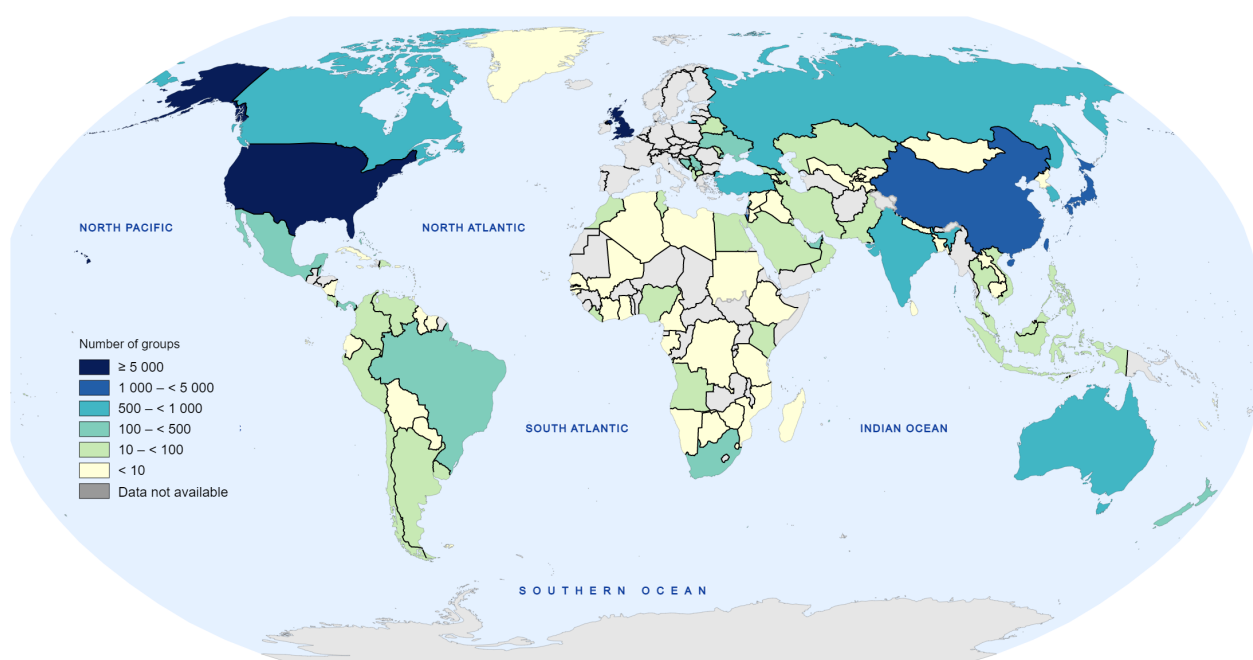 NORTH PACIFIC
NORTH ATLANTIC
Number of groups
≥ 5 000
1 000 – < 5 000
500 – < 1 000
100 – < 500
10 – < 100
< 10
Data not available
SOUTH ATLANTIC
INDIAN OCEAN
SOUTHERN OCEAN